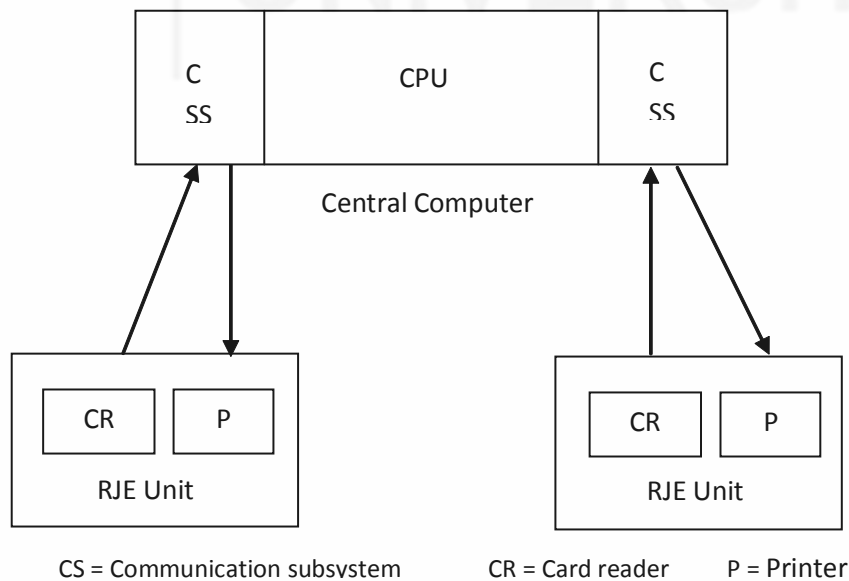 C CPU C
SS SS
Central Computer
CR P CR P
RJE Unit RJE Unit
CS = Communication subsystem CR = Card reader P = Printer